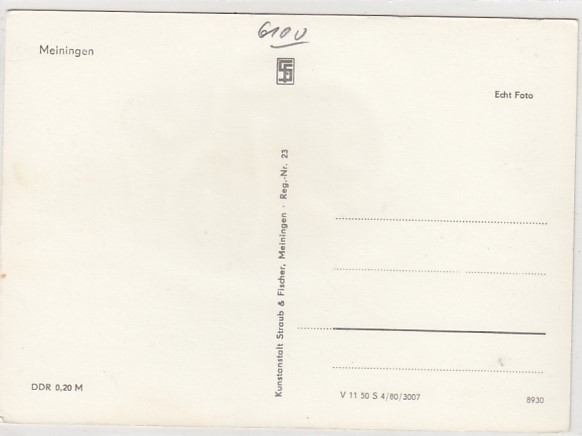 6100
Meiningen
Echt Foto
Kunstanstalt Straub & Fischer, Meiningen · Reg.-Nr. 23
DDR 0,20 M
V 11 50 S 4/80/3007
8930